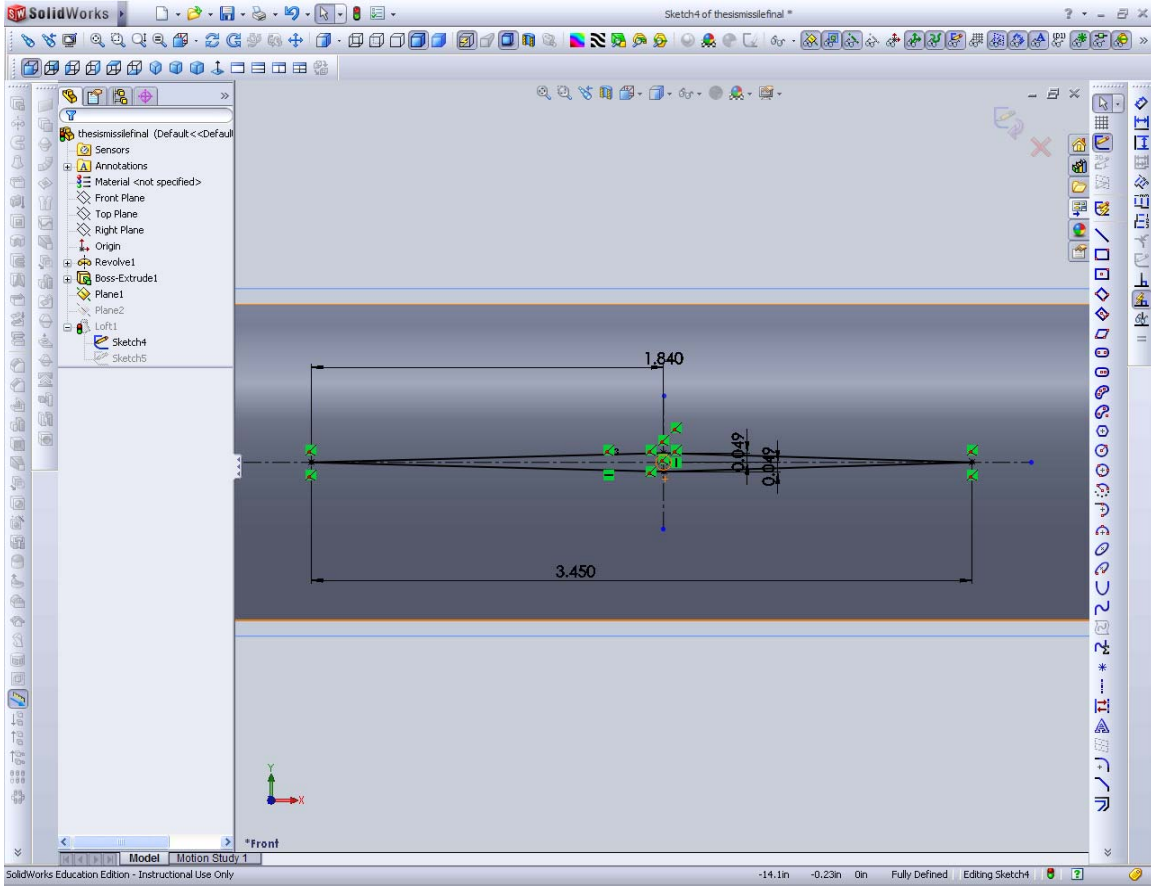 SolidWorks
Sketch4 of thesismissilefinal *
thesismissilefinal (Default<<Defaul
Sensors
A Annotations
Material <not specified>
Front Plane
Top Plane
Right Plane
Origin
Revolve1
Boss-Extrude1
Plane1
Plane2
Loft1
Sketch4
Sketch5
1.840
3
0.049
0.049
3.450
Y
X
*Front
Model Motion Study 1
SolidWorks Education Edition - Instructional Use Only
-14.1in -0.23in 0in Fully Defined Editing Sketch4